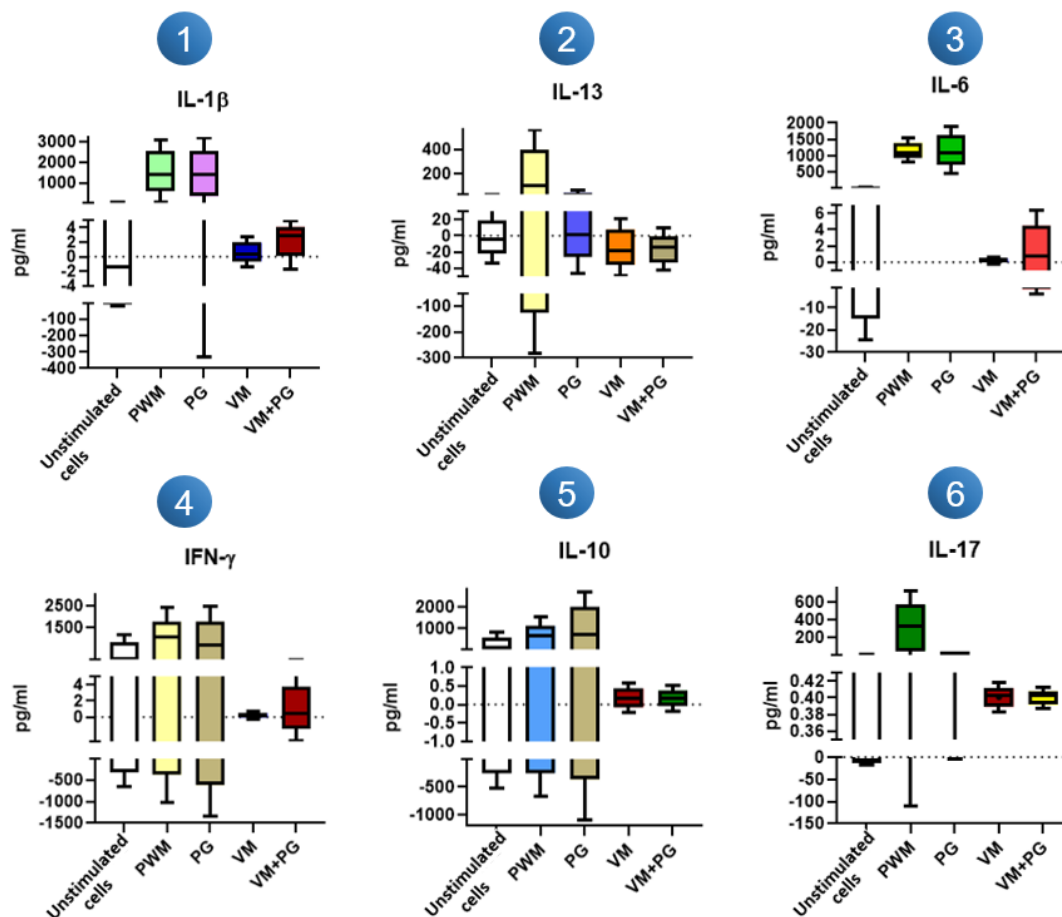 1
2
3
IL-1β
IL-13
IL-6
pg/ml
3000
2000
1000
4
2
0
-2
4
-100
-200
-300
-400
Unstimulated
cells
PWM
PG
VM
VM+PG
pg/ml
400
200
20
0
-20
-40
-100
-200
-300
Unstimulated
cells
PWM
PG
VM
VM+PG
pg/ml
2000
1500
1000
500
6
4
2
0
-10
-20
-30
Unstimulated
cells
PWM
PG
VM
VM+PG
4
5
6
IFN-γ
IL-10
IL-17
pg/ml
2500
1500
4
2
0
-500
-1000
-1500
Unstimulated
cells
PWM
PG
VM
VM+PG
pg/ml
2000
1000
1.0
0.5
0.0
0.5
1.0
-500
-1000
Unstimulated
cells
PWM
PG
VM
VM+PG
pg/ml
600
400
200
0.42
0.40
0.38
0.36
0
-50
-100
-150
Unstimulated
cells
PWM
PG
VM
VM+PG